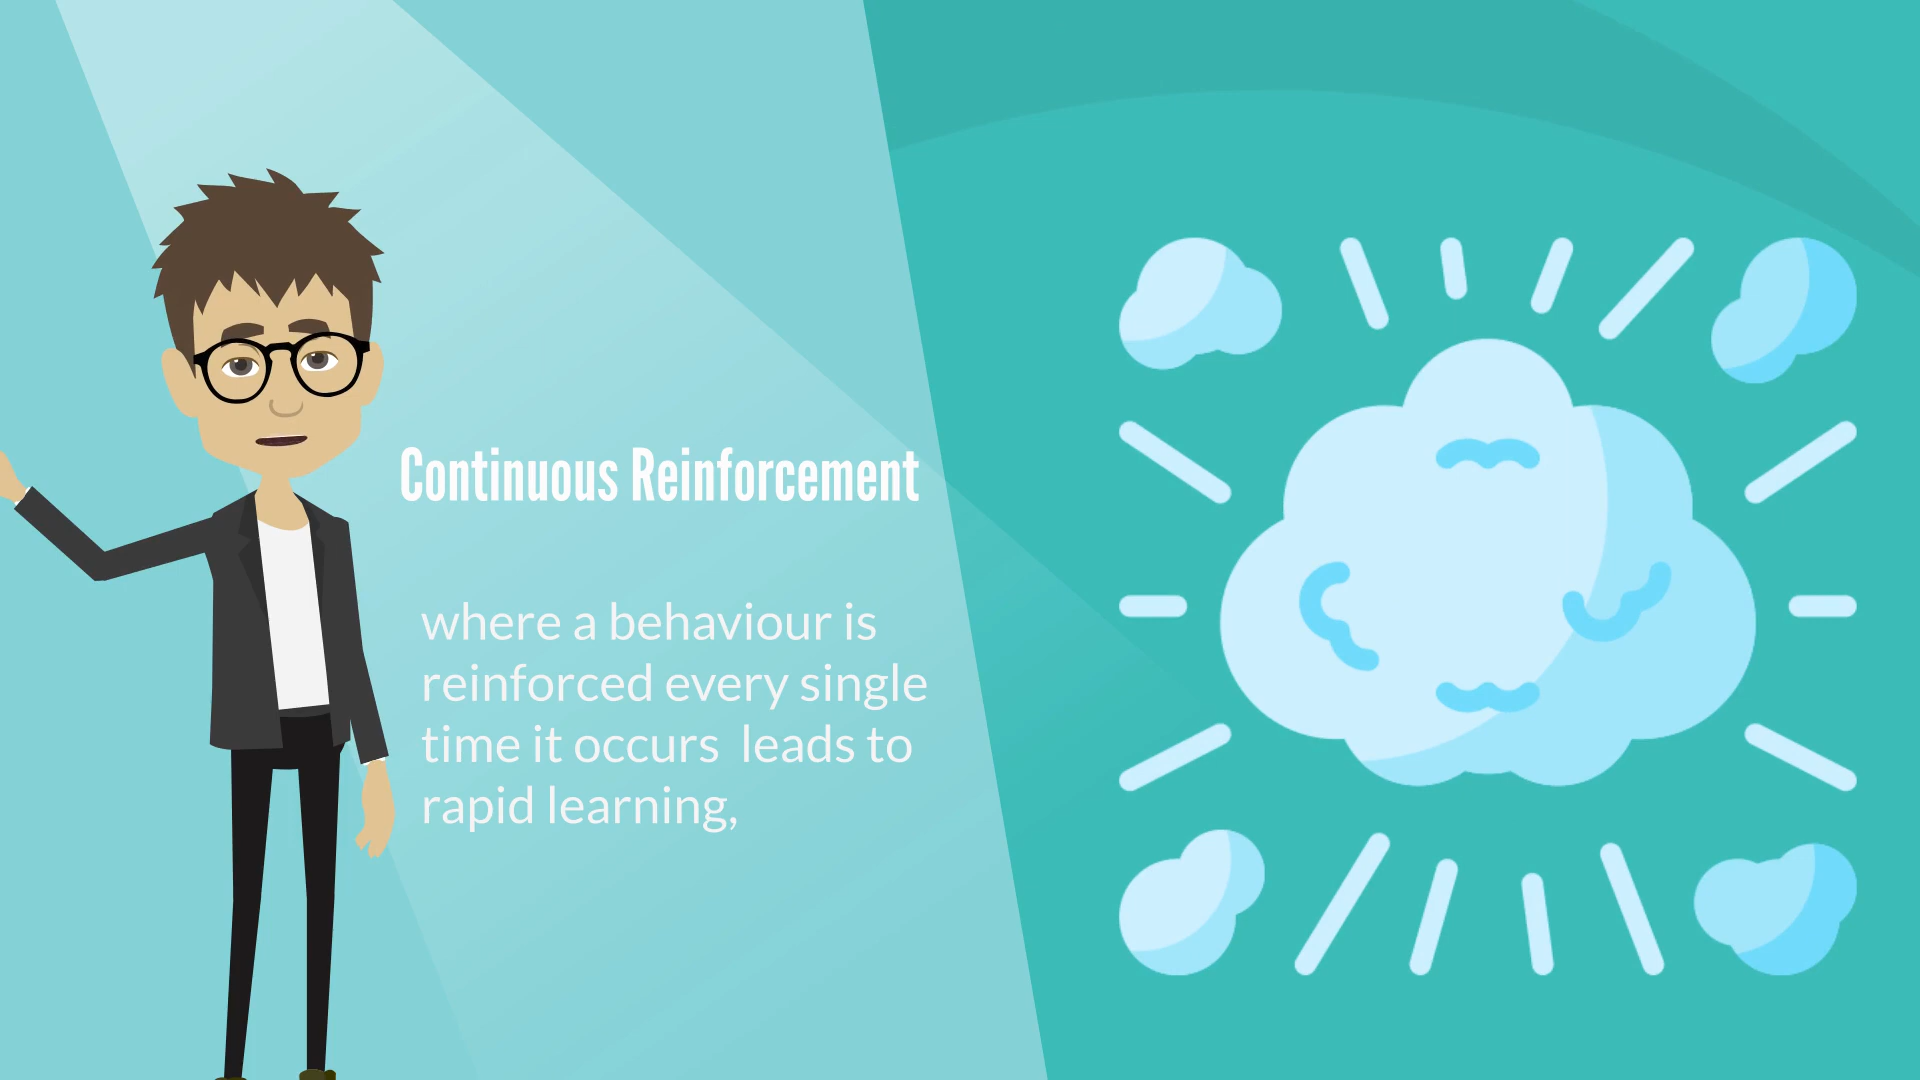 Continuous Reinforcement
where a behaviour is
reinforced every single
time it occurs  leads to
rapid learning,